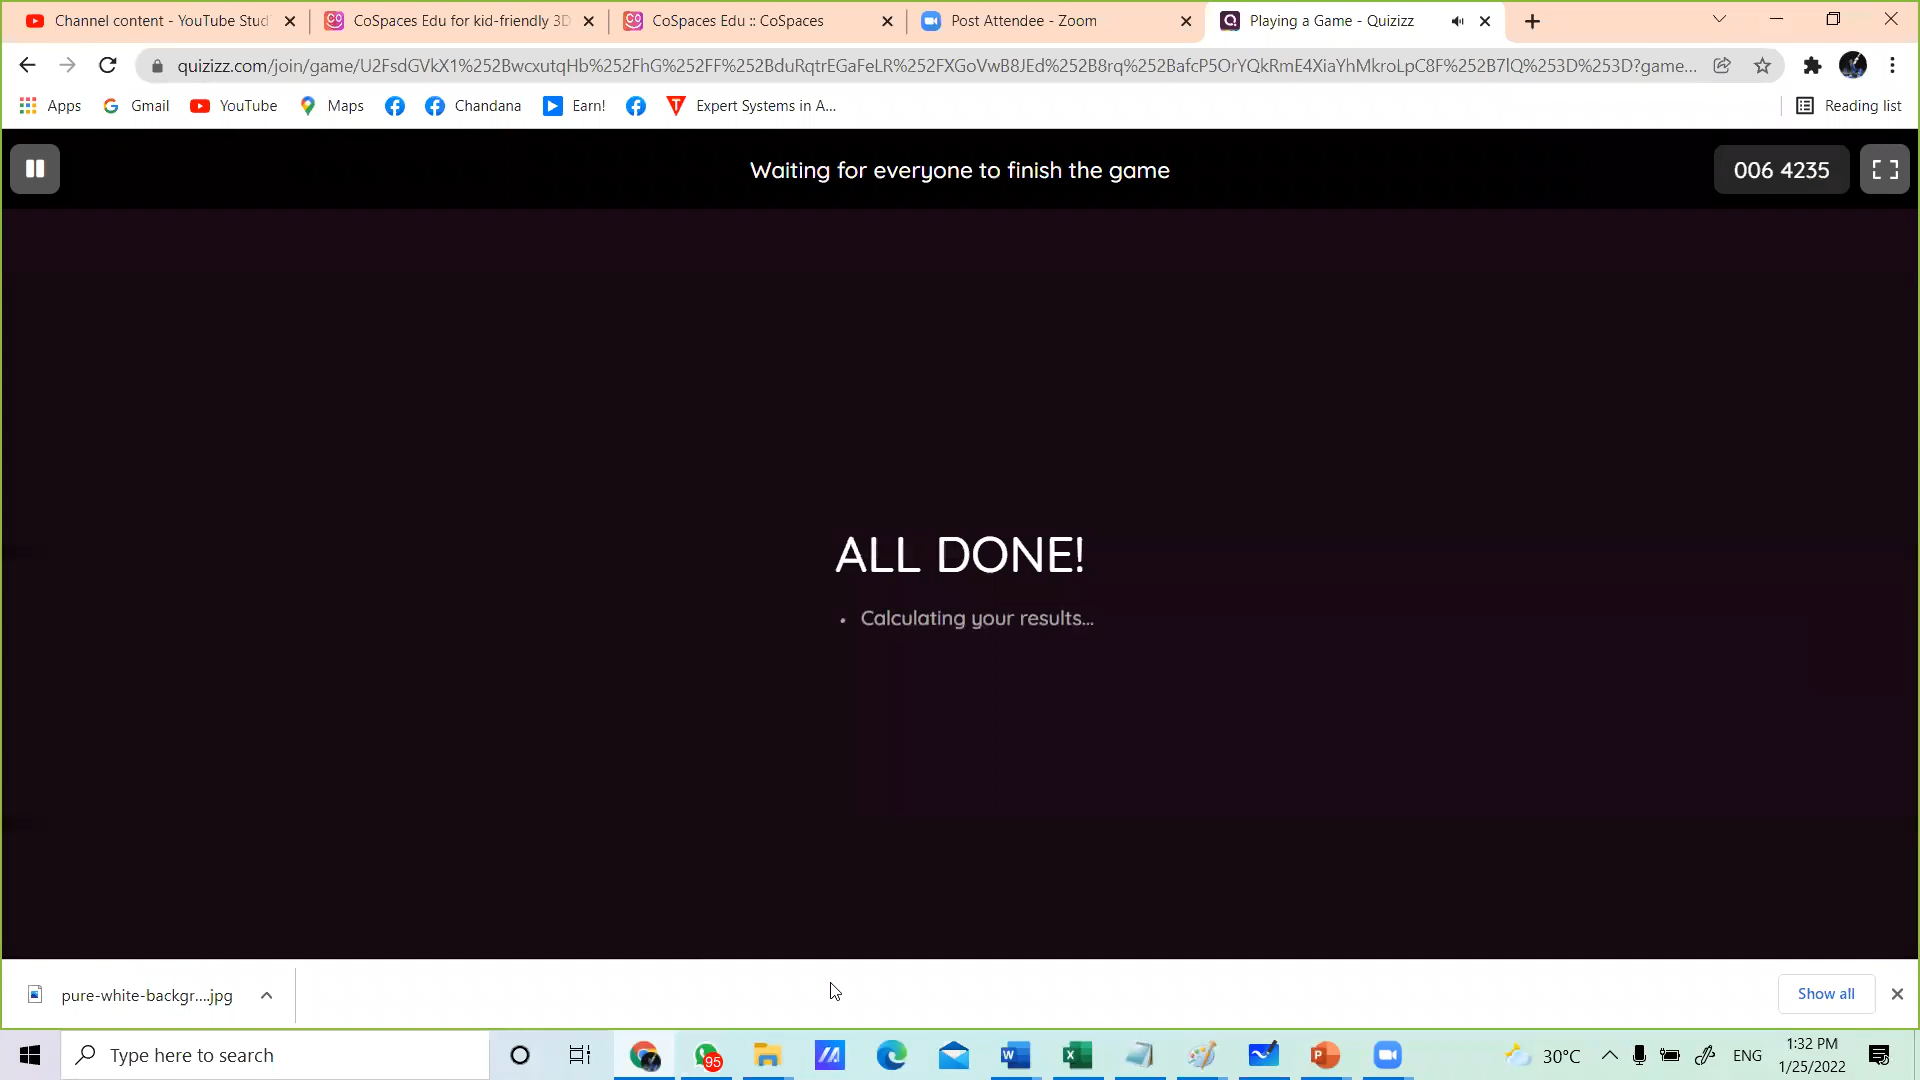 Channel content - YouTube Stud
CoSpaces Edu for kid-friendly 3D
CoSpaces Edu :: CoSpaces
Post Attendee - Zoom
Playing a Game - Quizizz
quizizz.com/join/game/U2FsdGVkX1%252BwcxutqHb%252FhG%252FF%252BduRqtrEGaFeLR%252FXGoVwB8JEd%252B8rq%252BafcP5OrYQkRmE4XiaYhMkroLpC8F%252B7lQ%253D%253D?game...
Apps
Gmail
YouTube
Maps
Chandana
Earn!
Expert Systems in A...
Reading list
Waiting for everyone to finish the game
006 4235
ALL DONE!
• Calculating your results...
pure-white-backgr....jpg
Show all
Type here to search
95
30°C
ENG
1:32 PM
1/25/2022